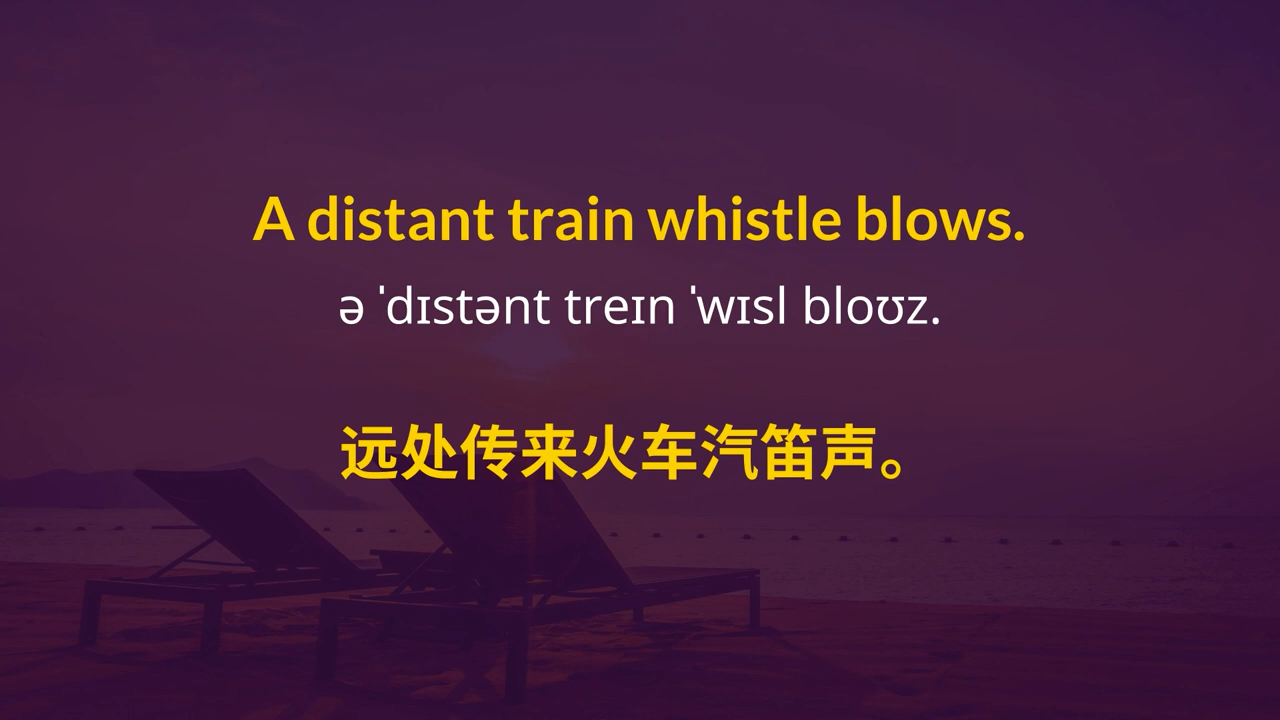 A distant train whistle blows.
ə ˈdɪstənt treɪn ˈwɪsl bloʊz.
远处传来火车汽笛声。